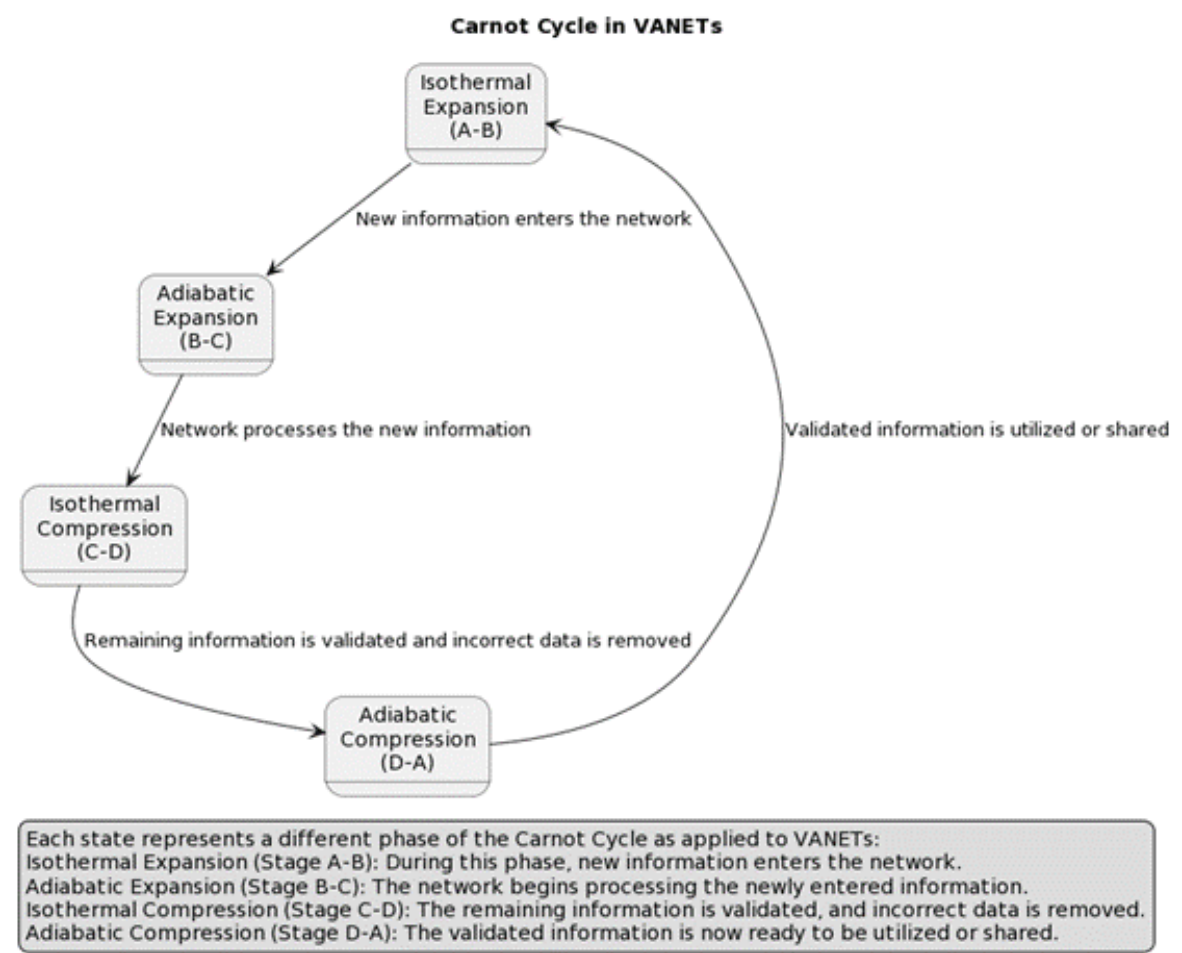 Carnot Cycle in VANETs
Isothermal
Expansion
(A-B)
New information enters the network
Adiabatic
Expansion
(B-C)
Network processes the new information
Validated information is utilized or shared
Isothermal
Compression
(C-D)
Remaining information is validated and incorrect data is removed
Adiabatic
Compression
(D-A)
Each state represents a different phase of the Carnot Cycle as applied to VANETs:
Isothermal Expansion (Stage A-B): During this phase, new information enters the network.
Adiabatic Expansion (Stage B-C): The network begins processing the newly entered information.
Isothermal Compression (Stage C-D): The remaining information is validated, and incorrect data is removed.
Adiabatic Compression (Stage D-A): The validated information is now ready to be utilized or shared.